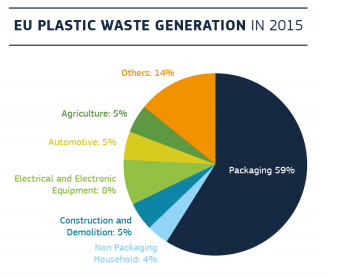 EU PLASTIC WASTE GENERATION IN 2015
Others: 14%
Agriculture: 5%
Automotive: 5%
Packaging 59%
Electrical and Electronic
Equipment: 8%
Construction and
Demolition: 5%
Non Packaging
Household: 4%